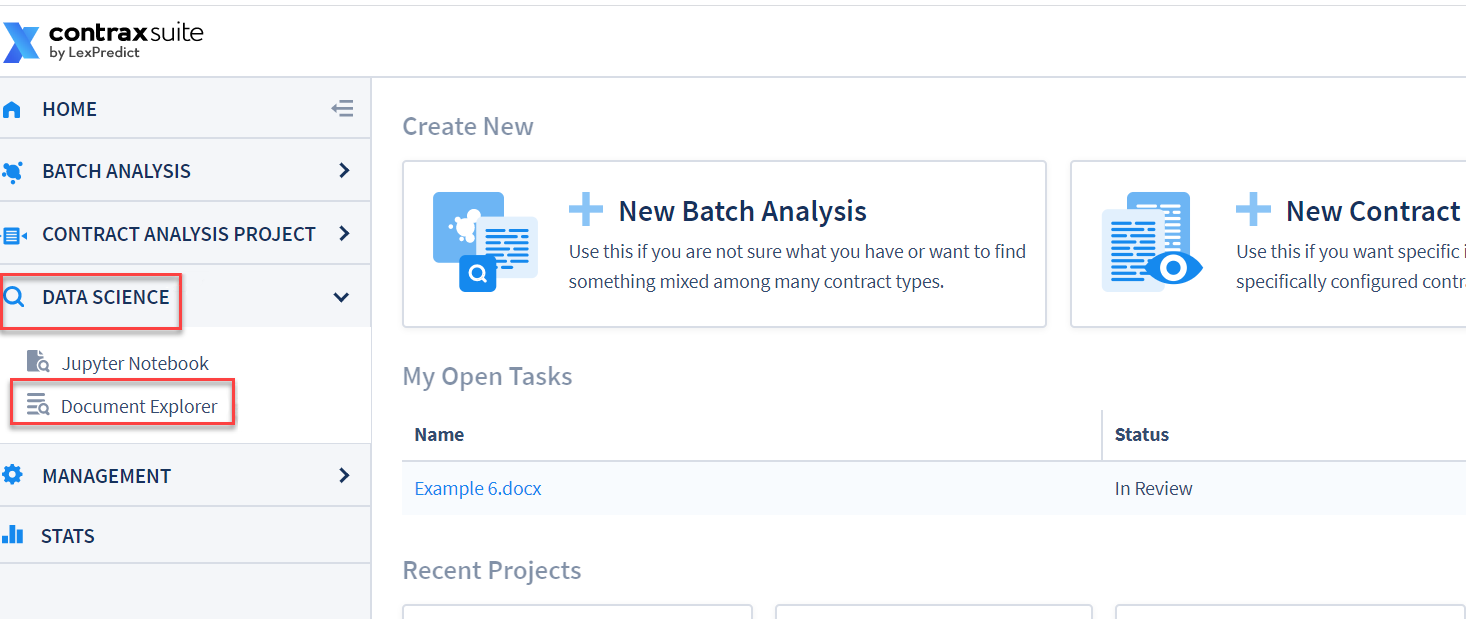 contraxsuite
by LexPredict
HOME
BATCH ANALYSIS
CONTRACT ANALYSIS PROJECT
DATA SCIENCE
Jupyter Notebook
Document Explorer
MANAGEMENT
STATS
Create New
New Batch Analysis
Use this if you are not sure what you have or want to find
something mixed among many contract types.
New Contract
Use this if you want specific
specifically configured
My Open Tasks
Name Status
Example 6.docx In Review
Recent Projects